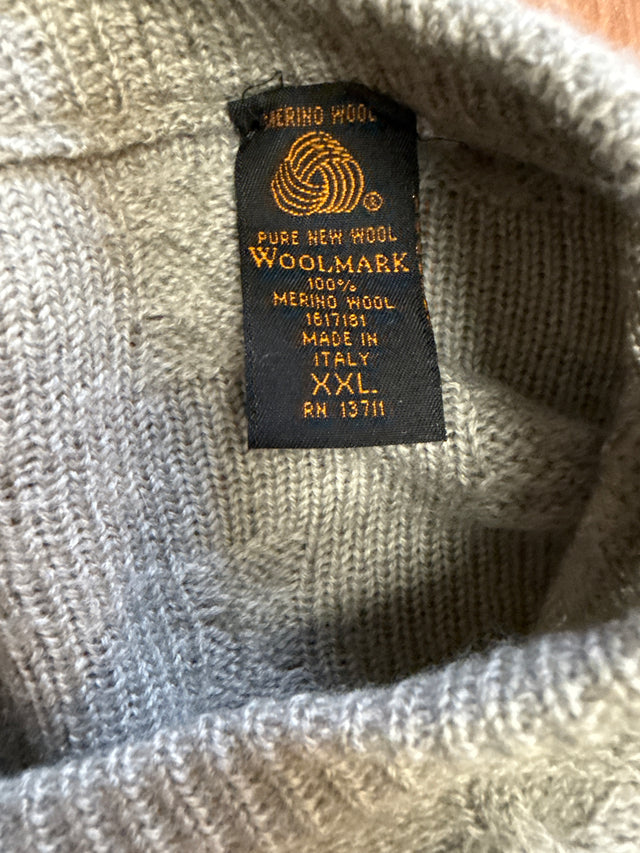 MERINO WOOL
®
PURE NEW WOOL
WOOLMARK
100%
MERINO WOOL
1617181
MADE IN
ITALY
XXL
RN 13711